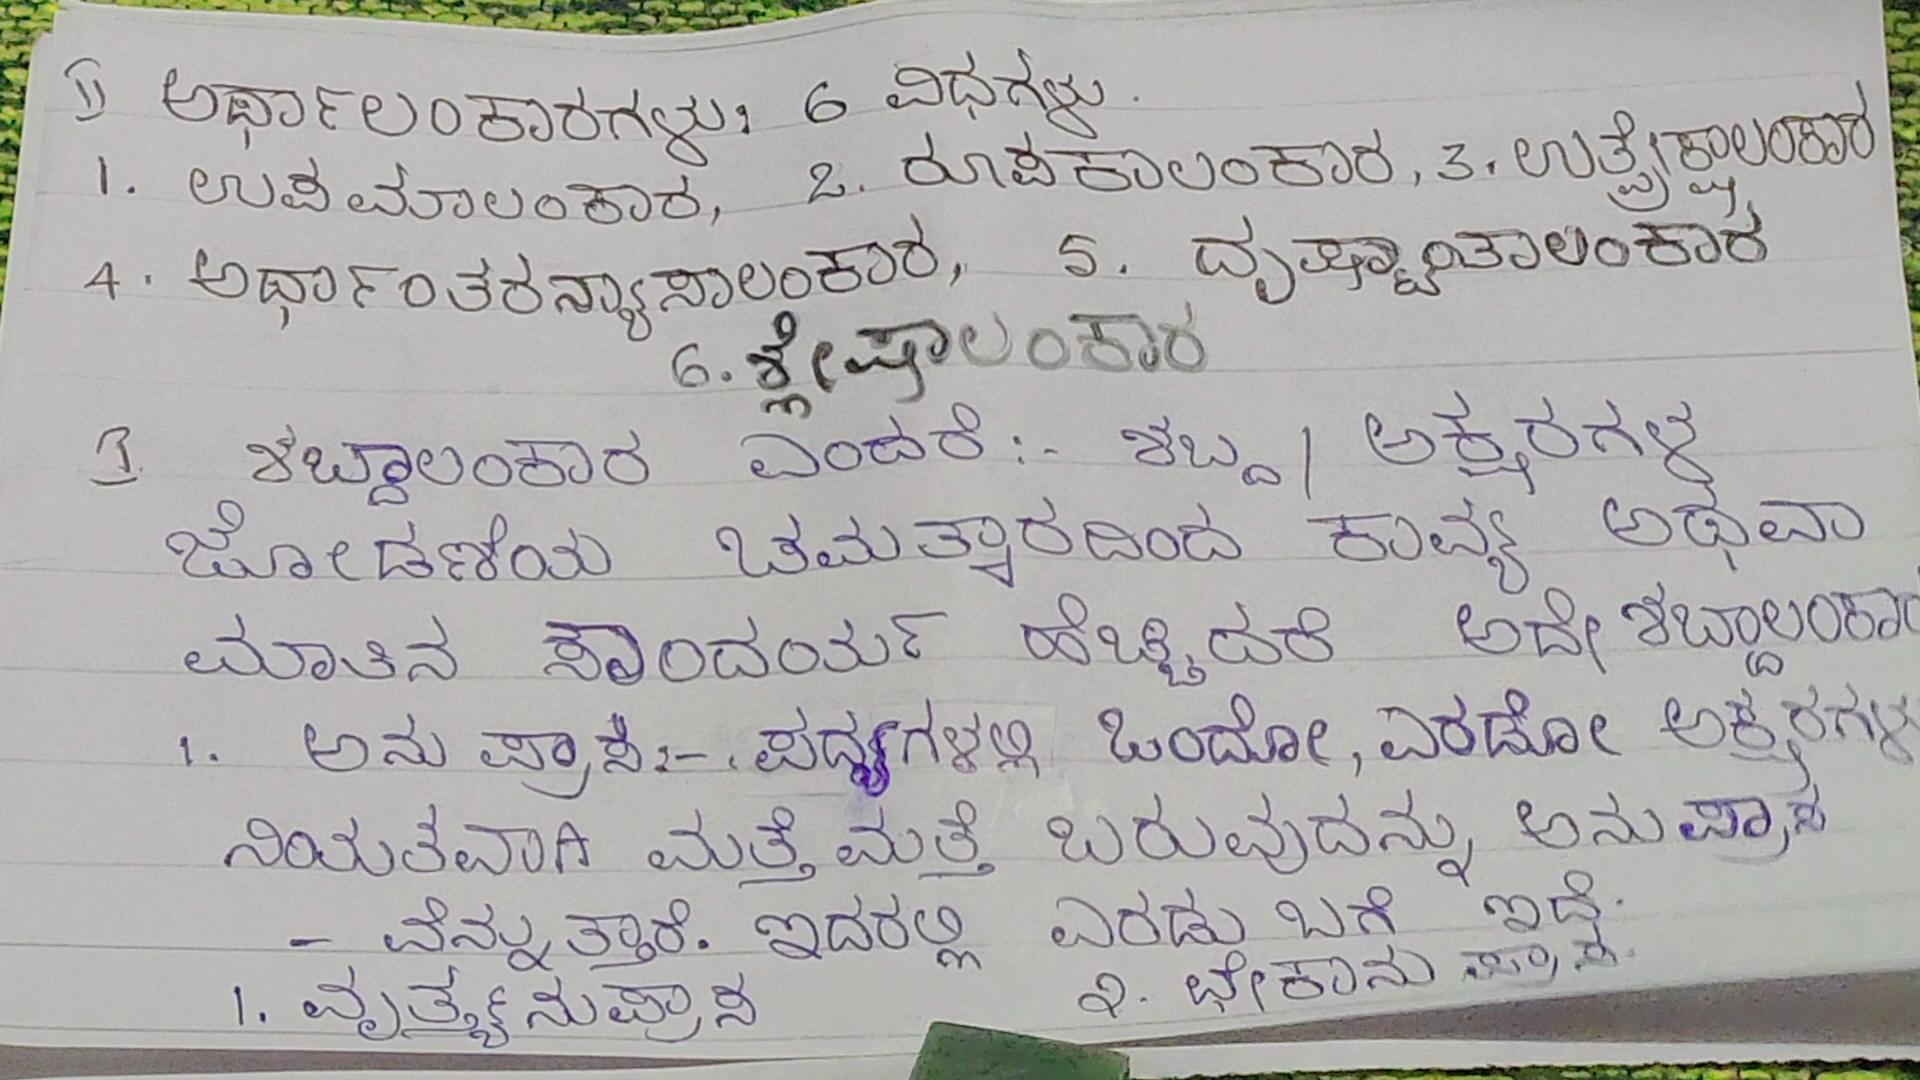 II ಅರ್ಥಾಲಂಕಾರಗಳು: 6 ವಿಧಗಳು.
1. ಉಪಮಾಲಂಕಾರ, 2. ರೂಪಕಾಲಂಕಾರ, 3. ಉತ್ಪ್ರೇಕ್ಷಾಲಂಕಾರ
4. ಅರ್ಥಾಂತರನ್ಯಾಸಾಲಂಕಾರ, 5. ದೃಷ್ಟಾಂತಾಲಂಕಾರ
6. ಶ್ಲೇಷಾಲಂಕಾರ
I. ಶಬ್ದಾಲಂಕಾರ ಎಂದರೆ:- ಶಬ್ದ / ಅಕ್ಷರಗಳ
ಜೋಡಣೆಯ ಚಮತ್ಕಾರದಿಂದ ಕಾವ್ಯ ಅಥವಾ
ಮಾತಿನ ಸೌಂದರ್ಯ ಹೆಚ್ಚಿದರೆ ಅದೇ ಶಬ್ದಾಲಂಕಾರ
1. ಅನುಪ್ರಾಸ:- ಪದ್ಯಗಳಲ್ಲಿ ಒಂದೋ, ಎರಡೋ ಅಕ್ಷರಗಳ
ನಿಯತವಾಗಿ ಮತ್ತೆ ಮತ್ತೆ ಬರುವುದನ್ನು ಅನುಪ್ರಾಸ
- ವೆನ್ನುತ್ತಾರೆ. ಇದರಲ್ಲಿ ಎರಡು ಬಗೆ ಇದೆ.
1. ವೃತ್ತ್ಯನುಪ್ರಾಸ 2. ಛೇಕಾನುಪ್ರಾಸ.